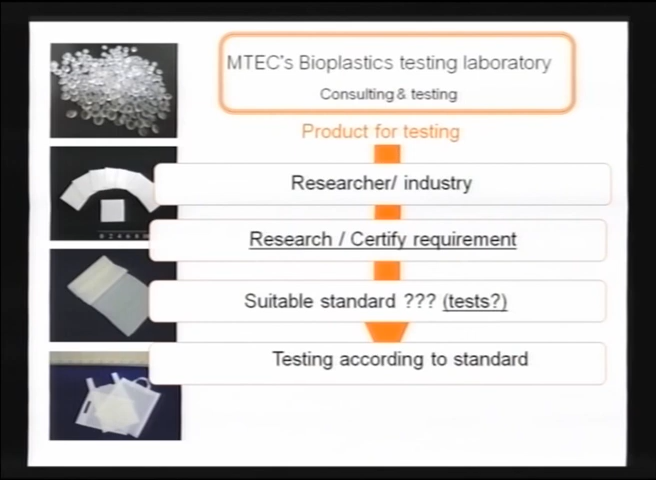 MTEC's Bioplastics testing laboratory
Consulting & testing
Product for testing
Researcher/ industry
Research / Certify requirement
Suitable standard ??? (tests?)
Testing according to standard